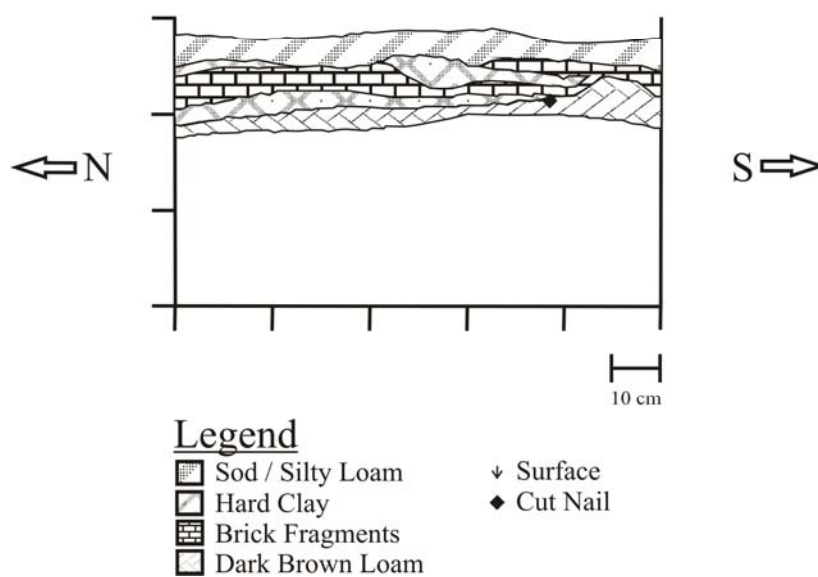 N
S
10 cm
Legend
Sod / Silty Loam
Hard Clay
Brick Fragments
Dark Brown Loam
Surface
Cut Nail